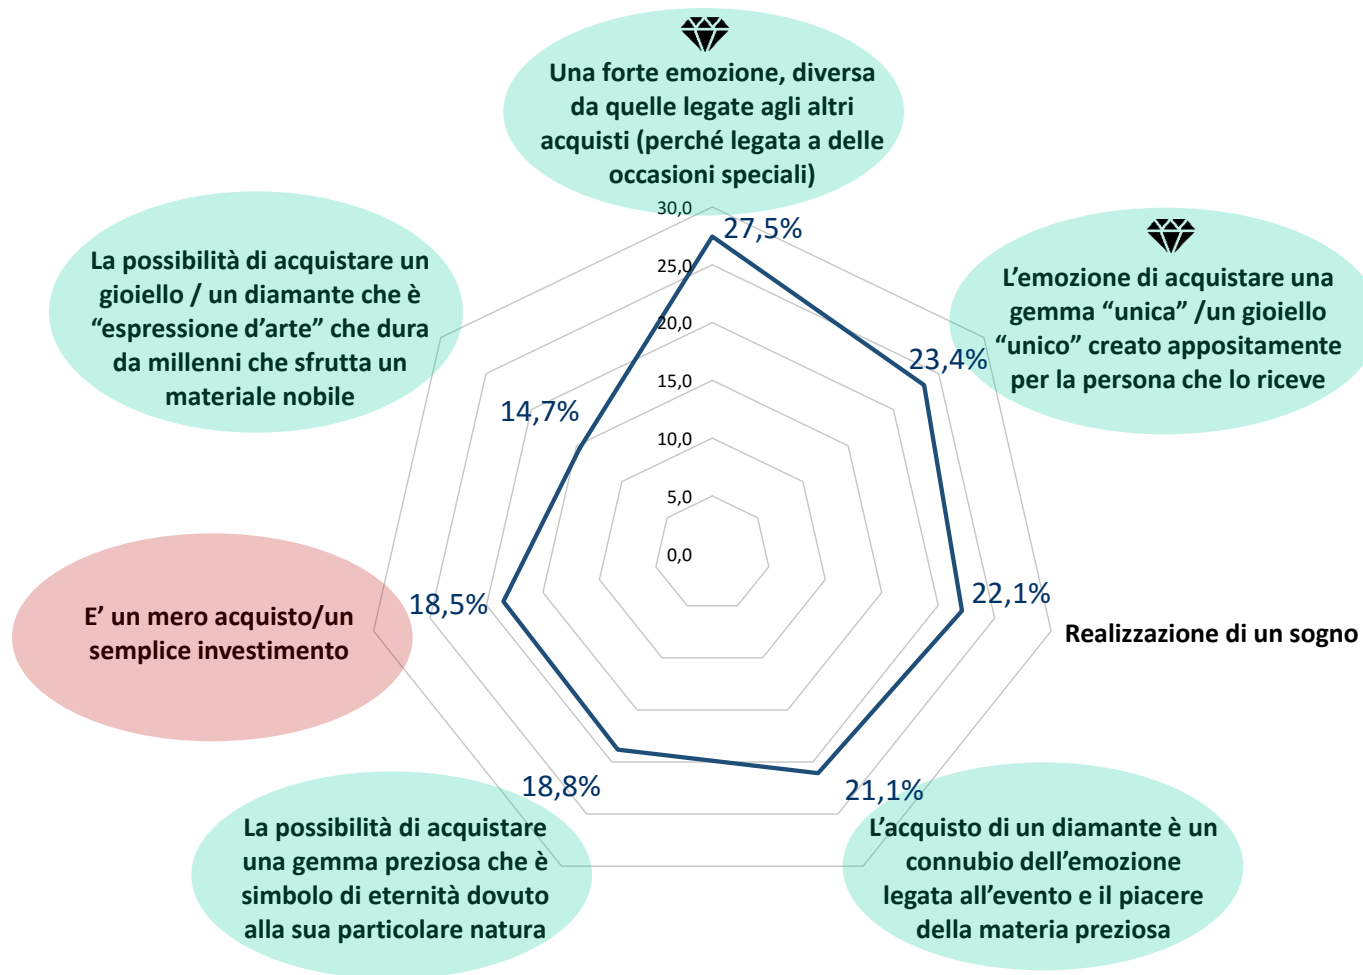 Una forte emozione, diversa
da quelle legate agli altri
acquisti (perché legata a delle
occasioni speciali)
30,0
27,5%
25,0
20,0
15,0
10,0
5,0
0,0
L’emozione di acquistare una
gemma “unica” /un gioiello
“unico” creato appositamente
per la persona che lo riceve
23,4%
22,1%
Realizzazione di un sogno
21,1%
L’acquisto di un diamante è un
connubio dell’emozione
legata all’evento e il piacere
della materia preziosa
18,8%
La possibilità di acquistare
una gemma preziosa che è
simbolo di eternità dovuto
alla sua particolare natura
18,5%
E’ un mero acquisto/un
semplice investimento
14,7%
La possibilità di acquistare un
gioiello / un diamante che è
“espressione d’arte” che dura
da millenni che sfrutta un
materiale nobile